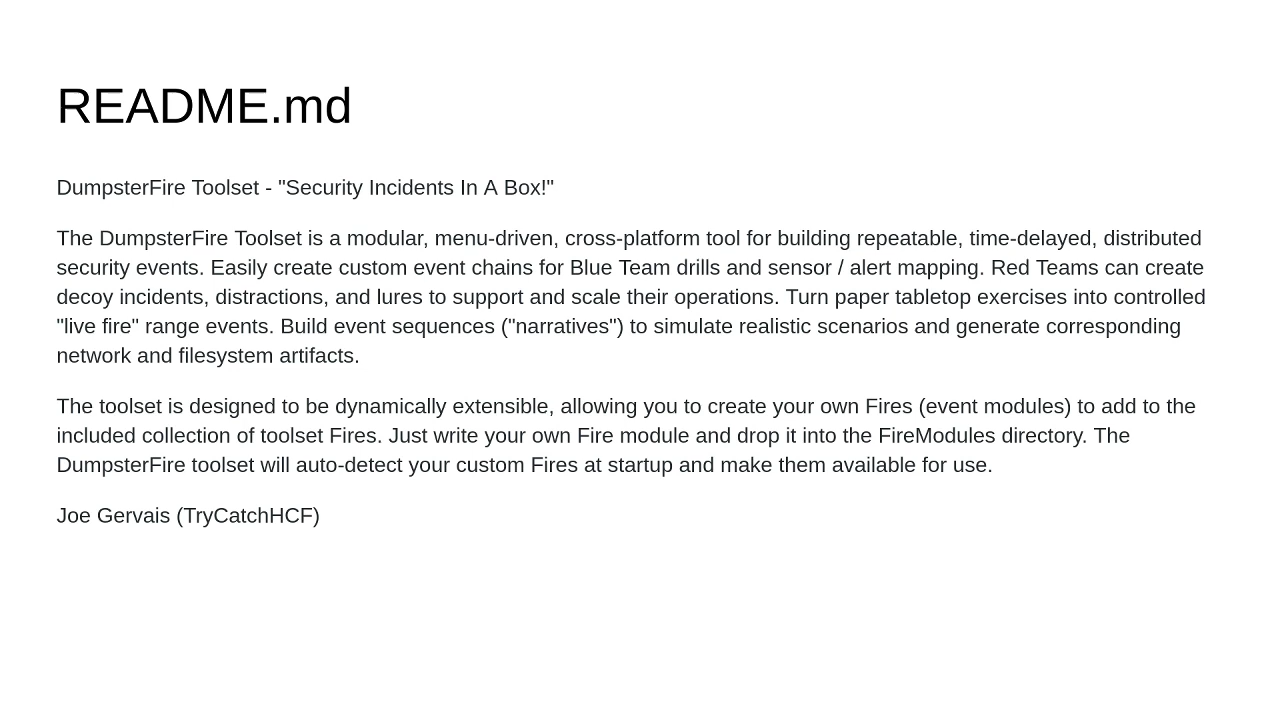 README.md
DumpsterFire Toolset - "Security Incidents In A Box!"
The DumpsterFire Toolset is a modular, menu-driven, cross-platform tool for building repeatable, time-delayed, distributed
security events. Easily create custom event chains for Blue Team drills and sensor / alert mapping. Red Teams can create
decoy incidents, distractions, and lures to support and scale their operations. Turn paper tabletop exercises into controlled
"live fire" range events. Build event sequences ("narratives") to simulate realistic scenarios and generate corresponding
network and filesystem artifacts.
The toolset is designed to be dynamically extensible, allowing you to create your own Fires (event modules) to add to the
included collection of toolset Fires. Just write your own Fire module and drop it into the FireModules directory. The
DumpsterFire toolset will auto-detect your custom Fires at startup and make them available for use.
Joe Gervais (TryCatchHCF)